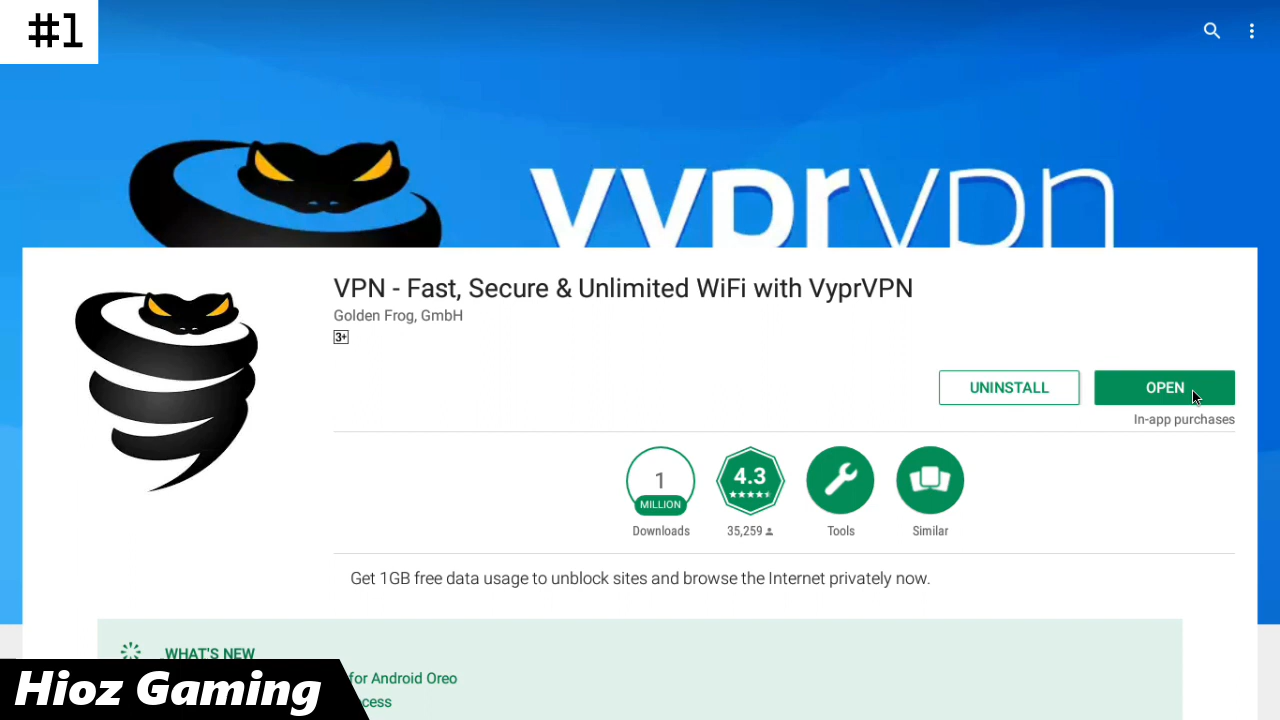 #1
vyprvpn
VPN - Fast, Secure & Unlimited WiFi with VyprVPN
Golden Frog, GmbH
3+
UNINSTALL
OPEN
In-app purchases
1
MILLION
4.3
Downloads
35,259
Tools
Similar
Get 1GB free data usage to unblock sites and browse the Internet privately now.
WHAT'S NEW
for Android Oreo
cess
Hioz Gaming